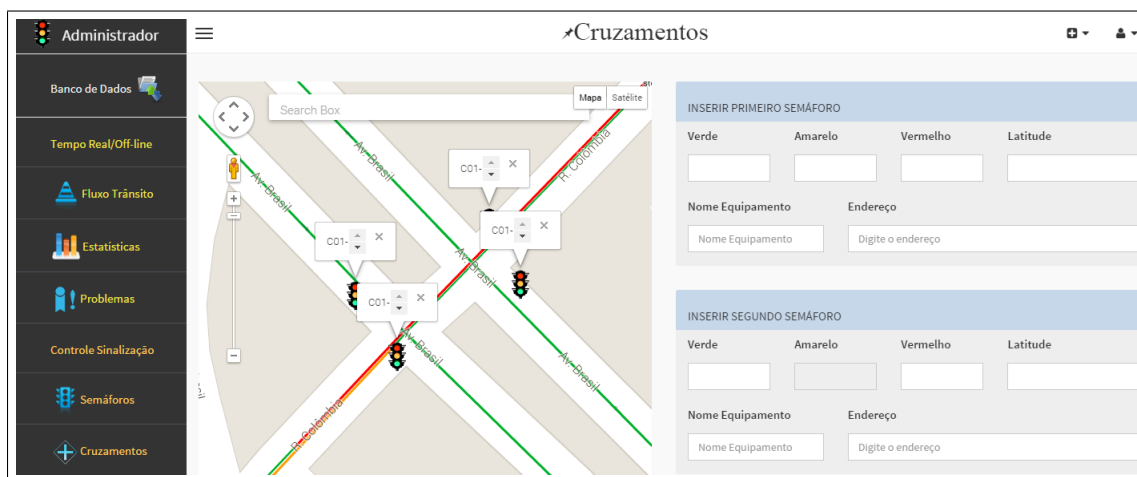 Administrador
Cruzamentos
Banco de Dados
Tempo Real/Off-line
Fluxo Trânsito
Estatísticas
Problemas
Controle Sinalização
Semáforos
Cruzamentos
Search Box
Mapa
Satélite
Av. Brasil
Av. Brasil
R. Colômbia
C01-
C01-
C01-
C01-
Av. Brasil
Av. Brasil
Av. Brasil
R. Colômbia
INSERIR PRIMEIRO SEMÁFORO
Verde Amarelo Vermelho Latitude
Nome Equipamento Endereço
Nome Equipamento Digite o endereço
INSERIR SEGUNDO SEMÁFORO
Verde Amarelo Vermelho Latitude
Nome Equipamento Endereço
Nome Equipamento Digite o endereço